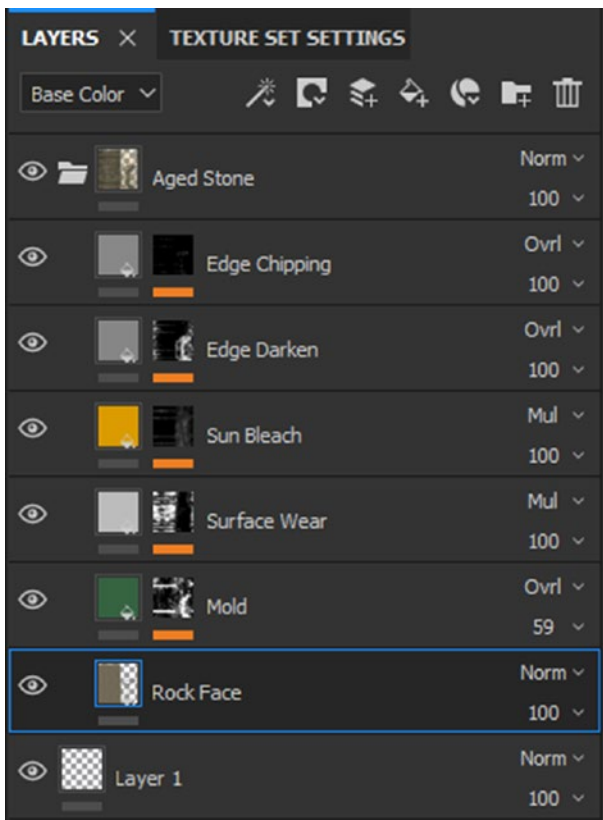 LAYERS × TEXTURE SET SETTINGS
Base Color
Norm
Aged Stone
100
Ovrl
Edge Chipping
100
Ovrl
Edge Darken
100
Mul
Sun Bleach
100
Mul
Surface Wear
100
Ovrl
Mold
59
Norm
Rock Face
100
Norm
Layer 1
100